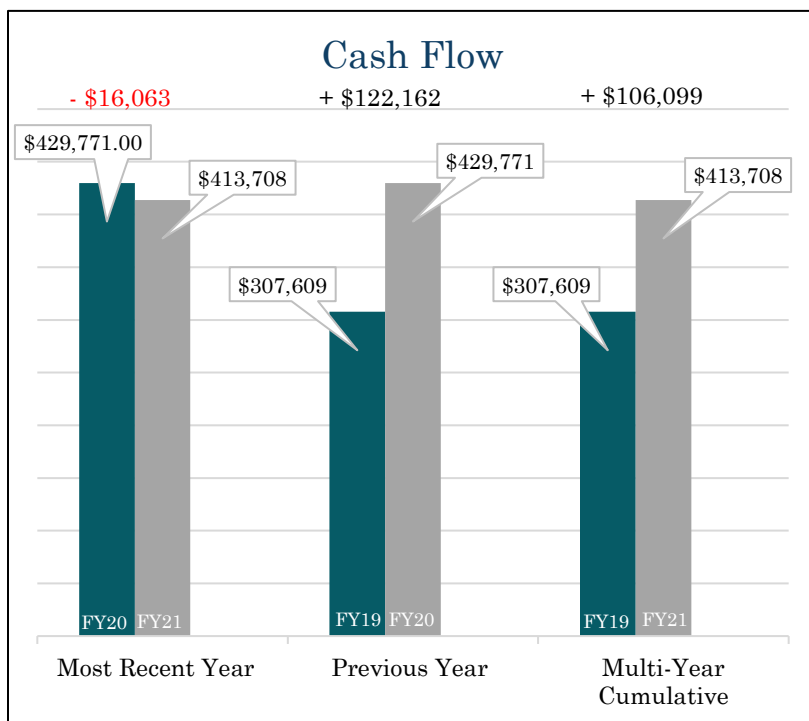 Cash Flow
- $16,063
+ $122,162
+ $106,099
$429,771.00
$413,708
$307,609
$429,771
$307,609
$413,708
FY20
FY21
FY19
FY20
FY19
FY21
Most Recent Year
Previous Year
Multi-Year
Cumulative